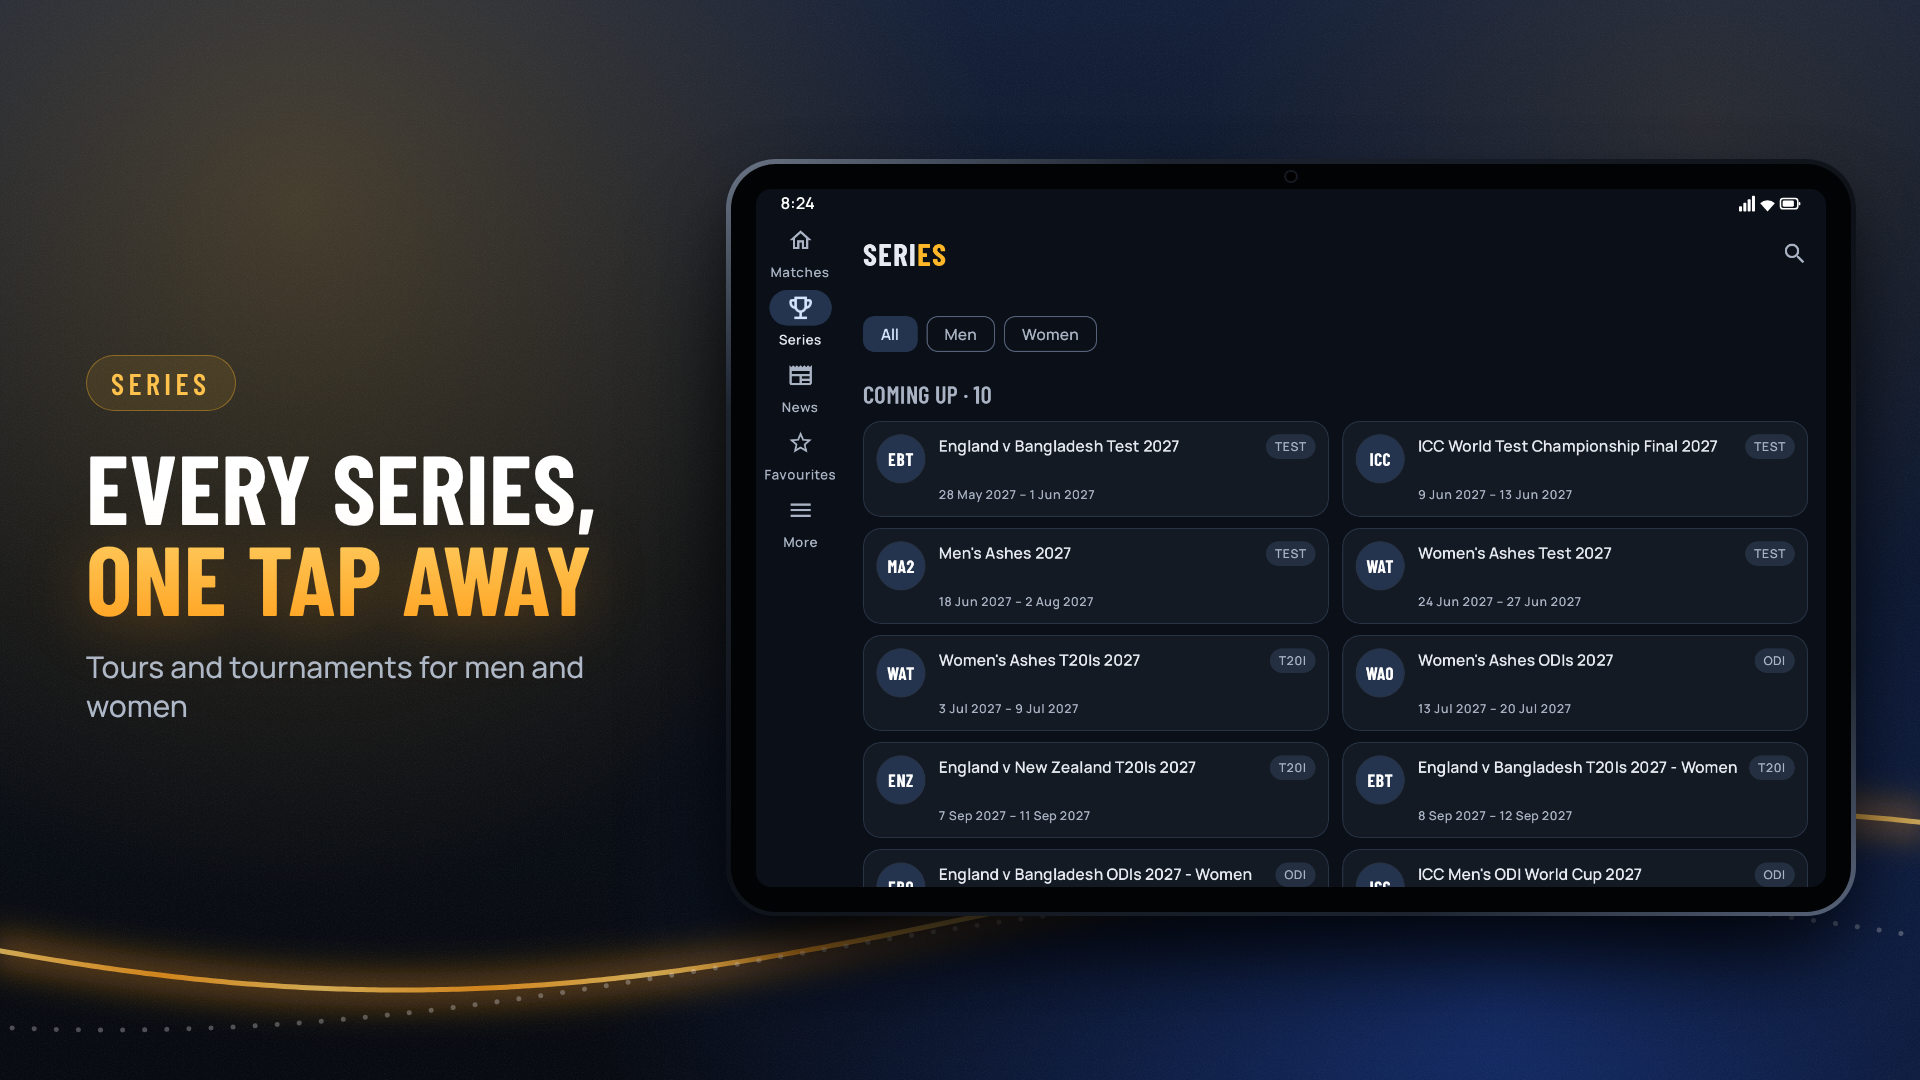 SERIES
EVERY SERIES,
ONE TAP AWAY
Tours and tournaments for men and
women
8:24
Matches
Series
News
Favourites
More
SERIES
All
Men
Women
COMING UP · 10
EBT
England v Bangladesh Test 2027
TEST
28 May 2027 – 1 Jun 2027
ICC
ICC World Test Championship Final 2027
TEST
9 Jun 2027 – 13 Jun 2027
MA2
Men's Ashes 2027
TEST
18 Jun 2027 – 2 Aug 2027
WAT
Women's Ashes Test 2027
TEST
24 Jun 2027 – 27 Jun 2027
WAT
Women's Ashes T20Is 2027
T20I
3 Jul 2027 – 9 Jul 2027
WAO
Women's Ashes ODIs 2027
ODI
13 Jul 2027 – 20 Jul 2027
ENZ
England v New Zealand T20Is 2027
T20I
7 Sep 2027 – 11 Sep 2027
EBT
England v Bangladesh T20Is 2027 - Women
T20I
8 Sep 2027 – 12 Sep 2027
England v Bangladesh ODIs 2027 - Women
ODI
ICC Men's ODI World Cup 2027
ODI